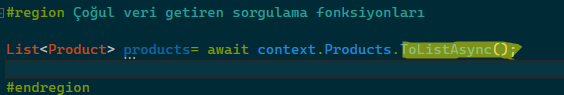 #region Çoğul veri getiren sorgulama fonksiyonları
List<Product> products= await context.Products.ToListAsync();
#endregion